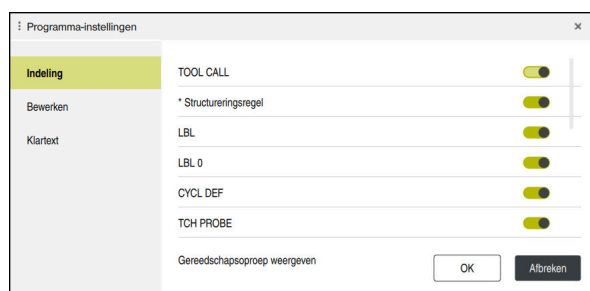 Programma-instellingen
Indeling
Bewerken
Klartext
TOOL CALL
* Structureringsregel
LBL
LBL 0
CYCL DEF
TCH PROBE
Gereedschapsoproep weergeven
OK
Afbreken